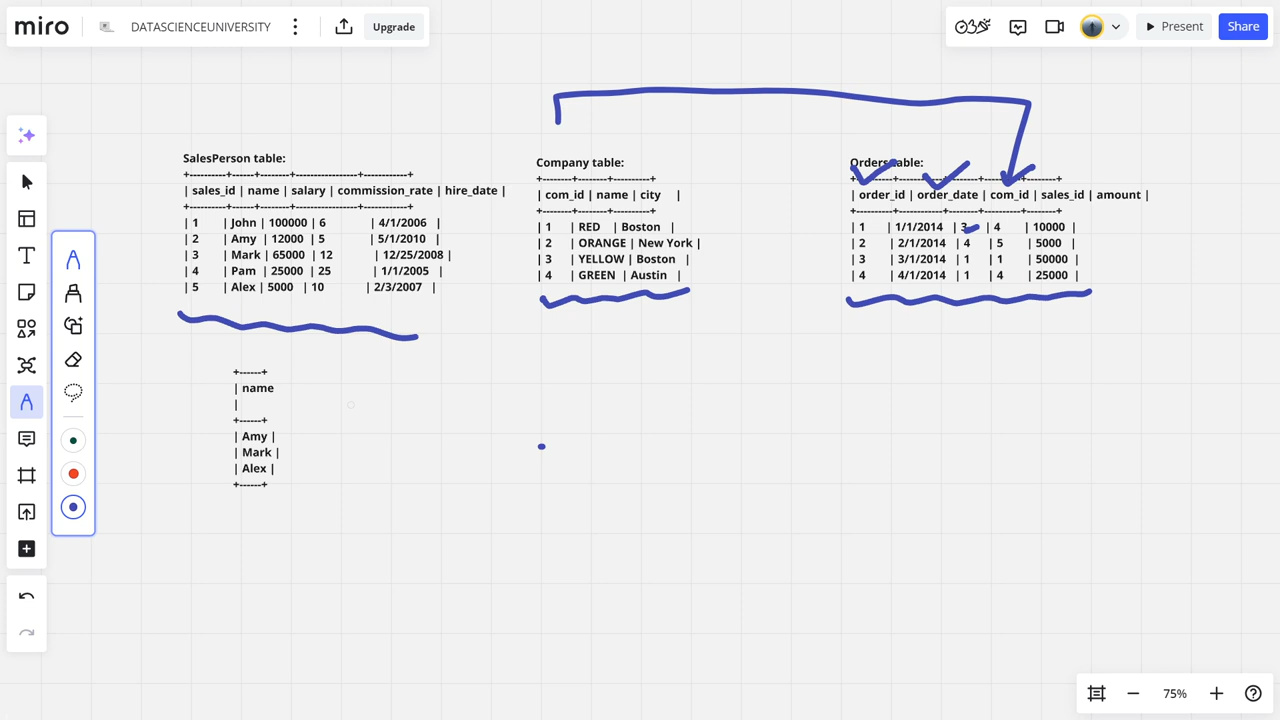 miro
DATASCIENCEUNIVERSITY
Upgrade
Present
Share
SalesPerson table:
+---------+------+--------+-----------------+------------+
| sales_id | name | salary | commission_rate | hire_date |
+---------+------+--------+-----------------+------------+
| 1 | John | 100000 | 6 | 4/1/2006 |
| 2 | Amy | 12000 | 5 | 5/1/2010 |
| 3 | Mark | 65000 | 12 | 12/25/2008 |
| 4 | Pam | 25000 | 25 | 1/1/2005 |
| 5 | Alex | 5000 | 10 | 2/3/2007 |
Company table:
+--------+--------+----------+
| com_id | name | city |
+--------+--------+----------+
| 1 | RED | Boston |
| 2 | ORANGE | New York |
| 3 | YELLOW | Boston |
| 4 | GREEN | Austin |
Orders table:
+----------+------------+---------+----------+--------+
| order_id | order_date | com_id | sales_id | amount |
+----------+------------+---------+----------+--------+
| 1 | 1/1/2014 | 3 | 4 | 10000 |
| 2 | 2/1/2014 | 4 | 5 | 5000 |
| 3 | 3/1/2014 | 1 | 1 | 50000 |
| 4 | 4/1/2014 | 1 | 4 | 25000 |
+------+
| name
|
+------+
| Amy |
| Mark |
| Alex |
+------+
75%